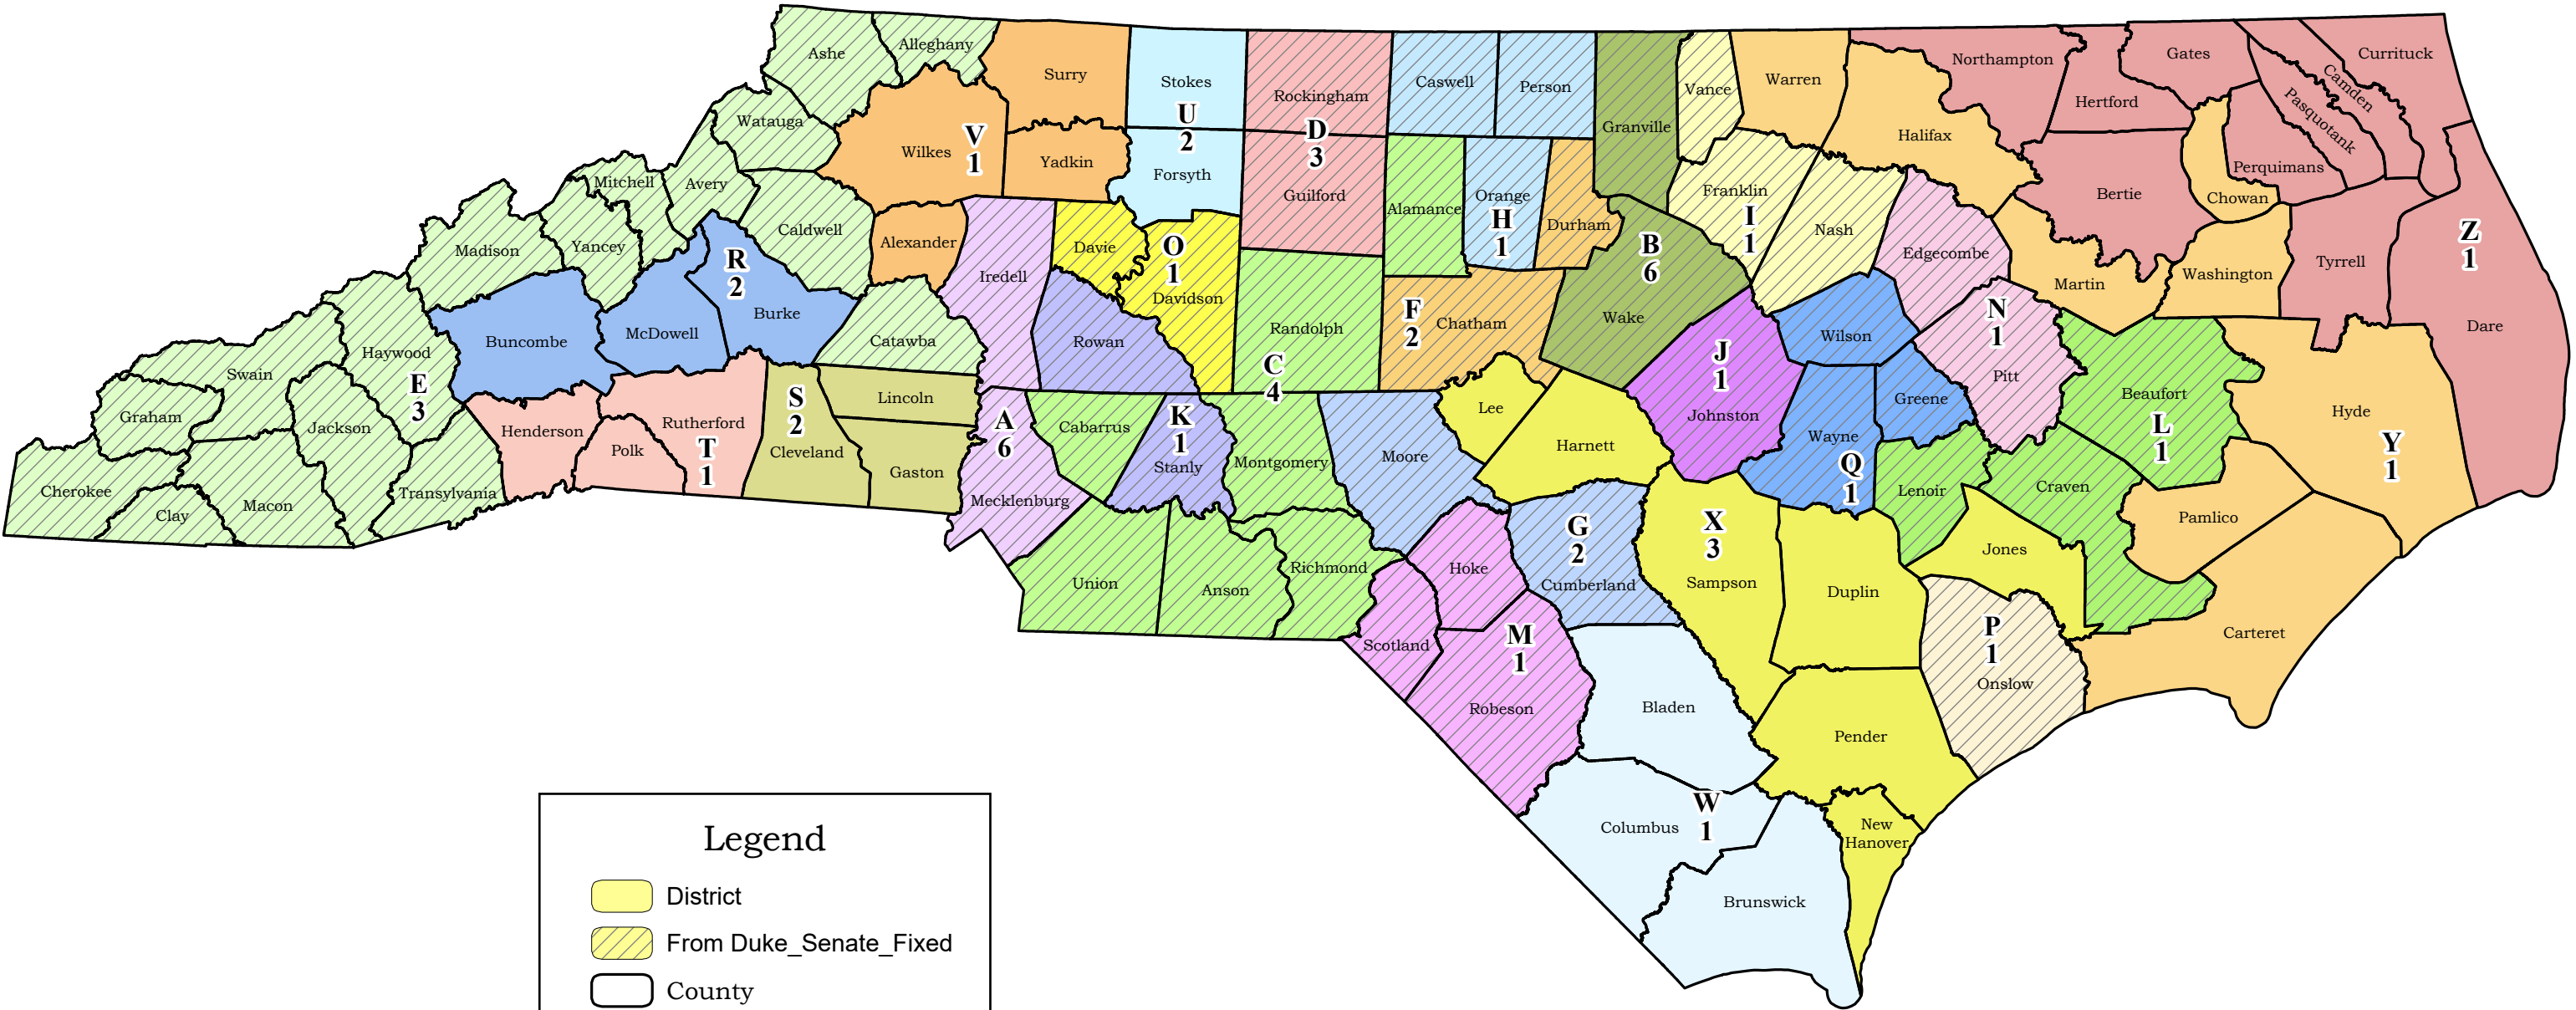 Ashe
Alleghany
Surry
Stokes
Rockingham
Caswell
Person
Granville
Vance
Warren
Northampton
Gates
Currituck
Camden
Pasquotank
Hertford
Halifax
Perquimans
Bertie
Chowan
Watauga
Wilkes
V
1
Yadkin
U
2
Forsyth
D
3
Guilford
Alamance
Orange
H
1
Durham
Franklin
I
1
Nash
Edgecombe
Martin
Washington
Tyrrell
Z
1
Dare
Mitchell
Avery
Caldwell
Alexander
Iredell
Davie
O
1
Davidson
Randolph
C
4
F
2
Chatham
B
6
Wake
Madison
Yancey
R
2
Burke
McDowell
Buncombe
Catawba
Rowan
Lee
J
1
Johnston
Wilson
N
1
Pitt
Beaufort
L
1
Hyde
Y
1
Haywood
E
3
Swain
Graham
Jackson
Cherokee
Clay
Macon
Transylvania
Henderson
Polk
Rutherford
T
1
S
2
Cleveland
Lincoln
Gaston
A
6
Mecklenburg
Cabarrus
K
1
Stanly
Montgomery
Moore
Harnett
Wayne
Q
1
Greene
Lenoir
Craven
Pamlico
Jones
Carteret
Union
Anson
Richmond
Scotland
Hoke
G
2
Cumberland
X
3
Sampson
Duplin
P
1
Onslow
M
1
Robeson
Bladen
Pender
Columbus
W
1
New
Hanover
Brunswick
Legend
District
From Duke_Senate_Fixed
County